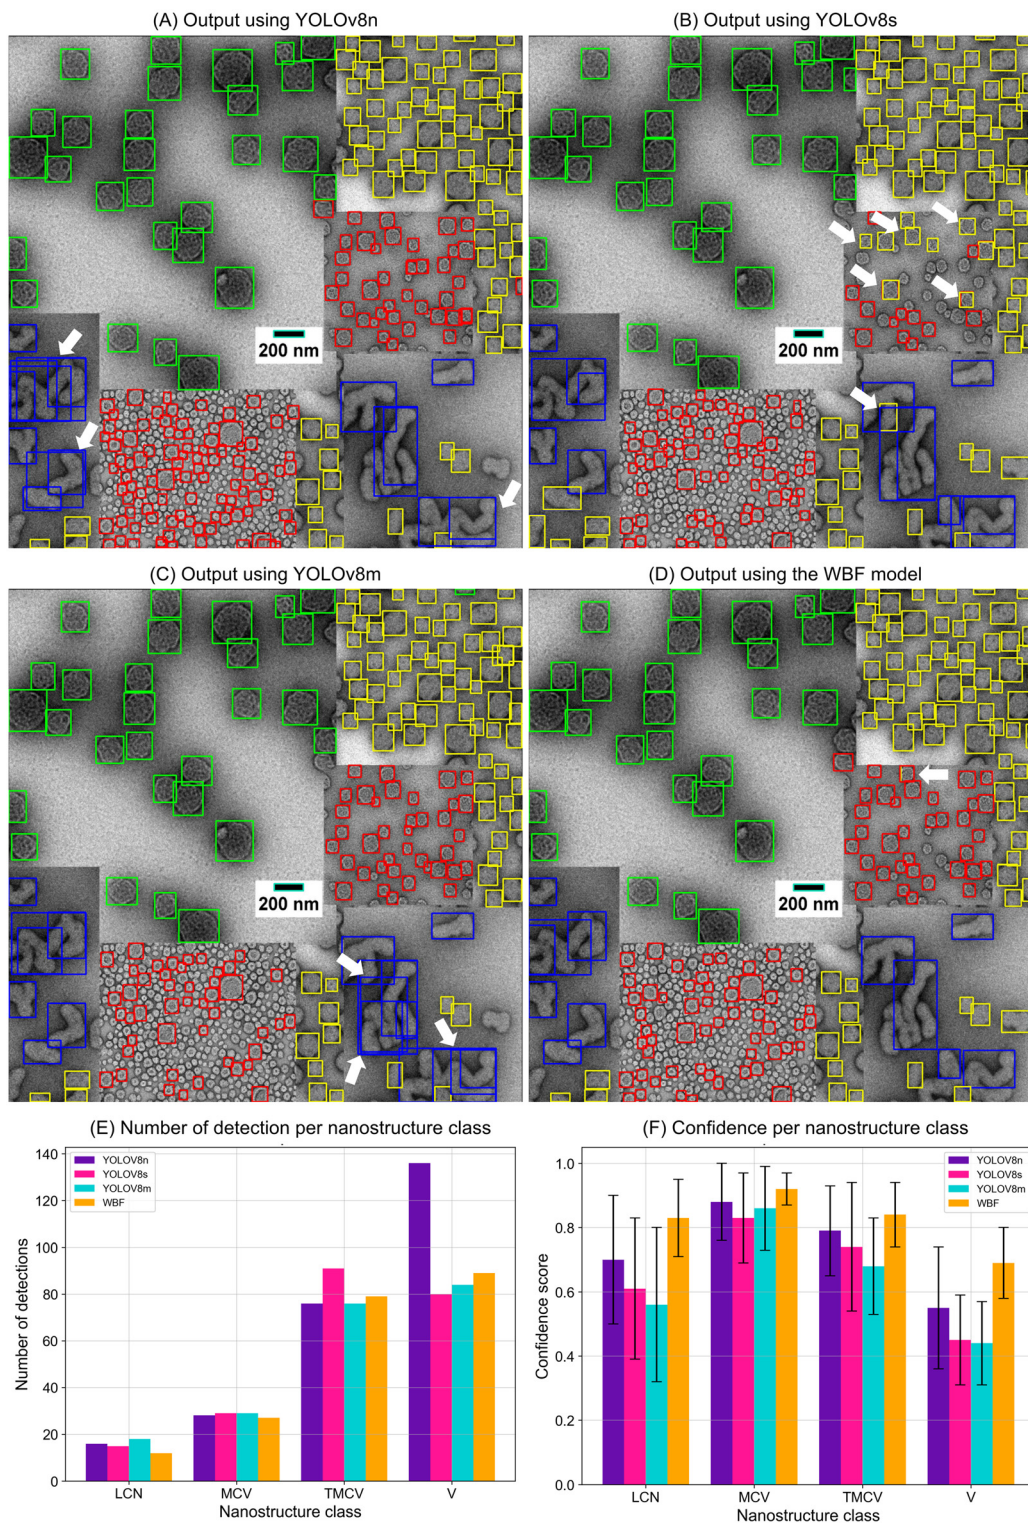 (A) Output using YOLOv8n
(B) Output using YOLOv8s
200 nm
200 nm
(C) Output using YOLOv8m
(D) Output using the WBF model
200 nm
200 nm
(E) Number of detection per nanostructure class
140
120
100
80
60
40
20
0
Number of detections
YOLOV8n
YOLOV8s
YOLOV8m
WBF
LCN
MCV
TMCV
V
Nanostructure class
(F) Confidence per nanostructure class
1.0
0.8
0.6
0.4
0.2
0.0
Confidence score
YOLOV8n
YOLOV8s
YOLOV8m
WBF
LCN
MCV
TMCV
V
Nanostructure class